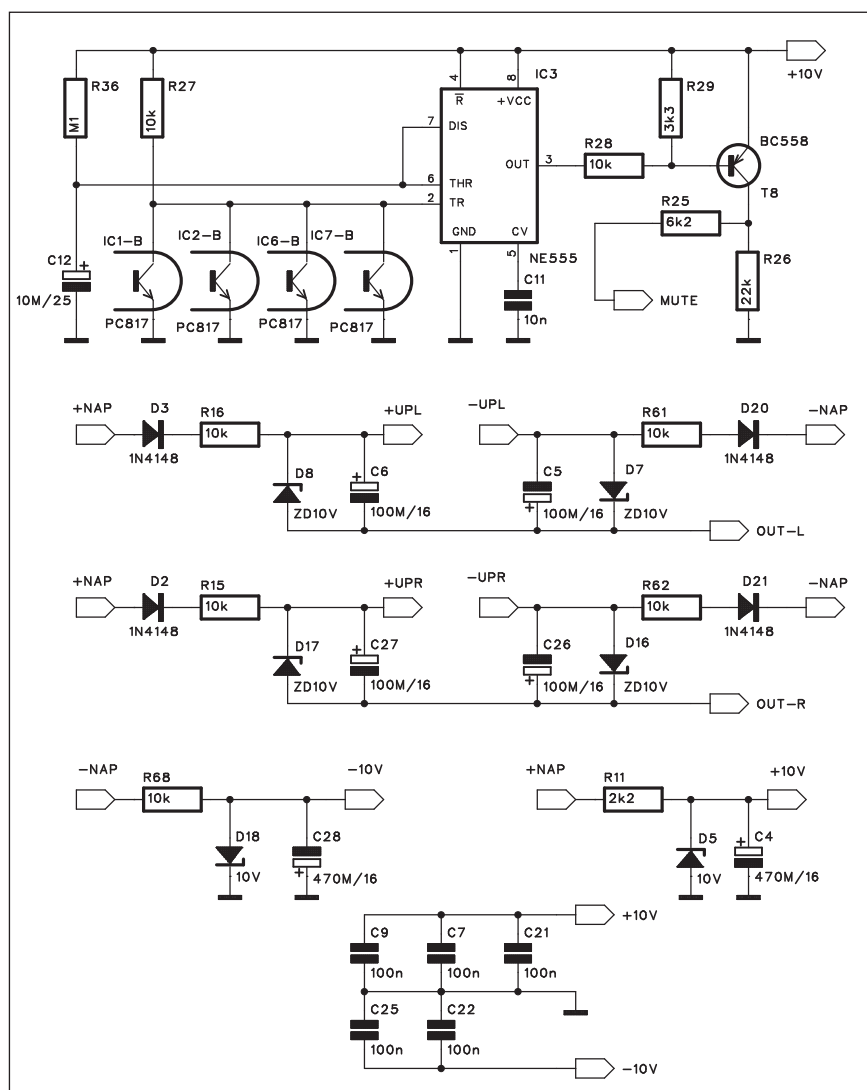 +10V
R36
M1
R27
10k
4
R
8
+VCC
IC3
7
DIS
6
THR
2
TR
OUT
3
GND
1
CV
5
NE555
R28
10k
R29
3k3
BC558
T8
R25
6k2
MUTE
R26
22k
C12
+
10M/25
IC1-B
PC817
IC2-B
PC817
IC6-B
PC817
IC7-B
PC817
C11
10n
+NAP
D3
1N4148
R16
10k
+UPL
D8
ZD10V
+
C6
100M/16
-UPL
R61
10k
D20
1N4148
-NAP
C5
+
100M/16
D7
ZD10V
OUT-L
+NAP
D2
1N4148
R15
10k
+UPR
D17
ZD10V
+
C27
100M/16
-UPR
R62
10k
D21
1N4148
-NAP
C26
+
100M/16
D16
ZD10V
OUT-R
-NAP
R68
10k
-10V
D18
10V
C28
+
470M/16
+NAP
R11
2k2
+10V
D5
10V
+
C4
470M/16
+10V
C9
100n
C7
100n
C21
100n
C25
100n
C22
100n
-10V